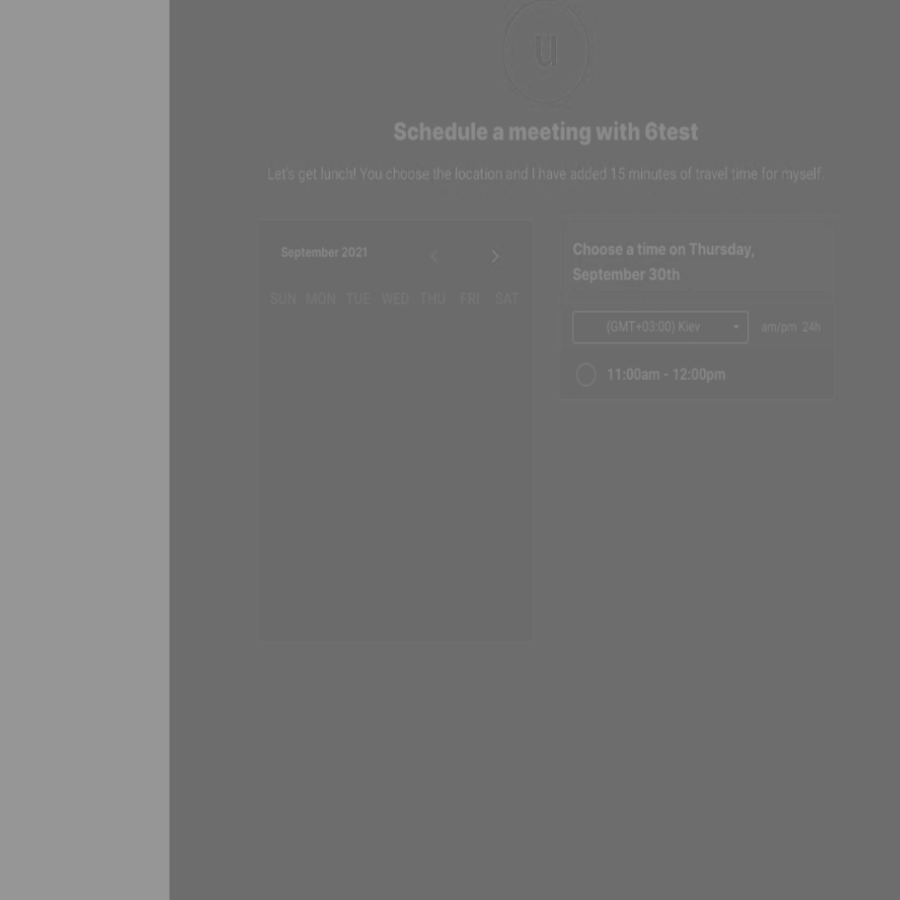 u
Schedule a meeting with 6test
Let's get lunch! You choose the location and I have added 15 minutes of travel time for myself.
September 2021
SUN MON TUE WED THU FRI SAT
Choose a time on Thursday,
September 30th
(GMT+03:00) Kiev
am/pm 24h
11:00am - 12:00pm